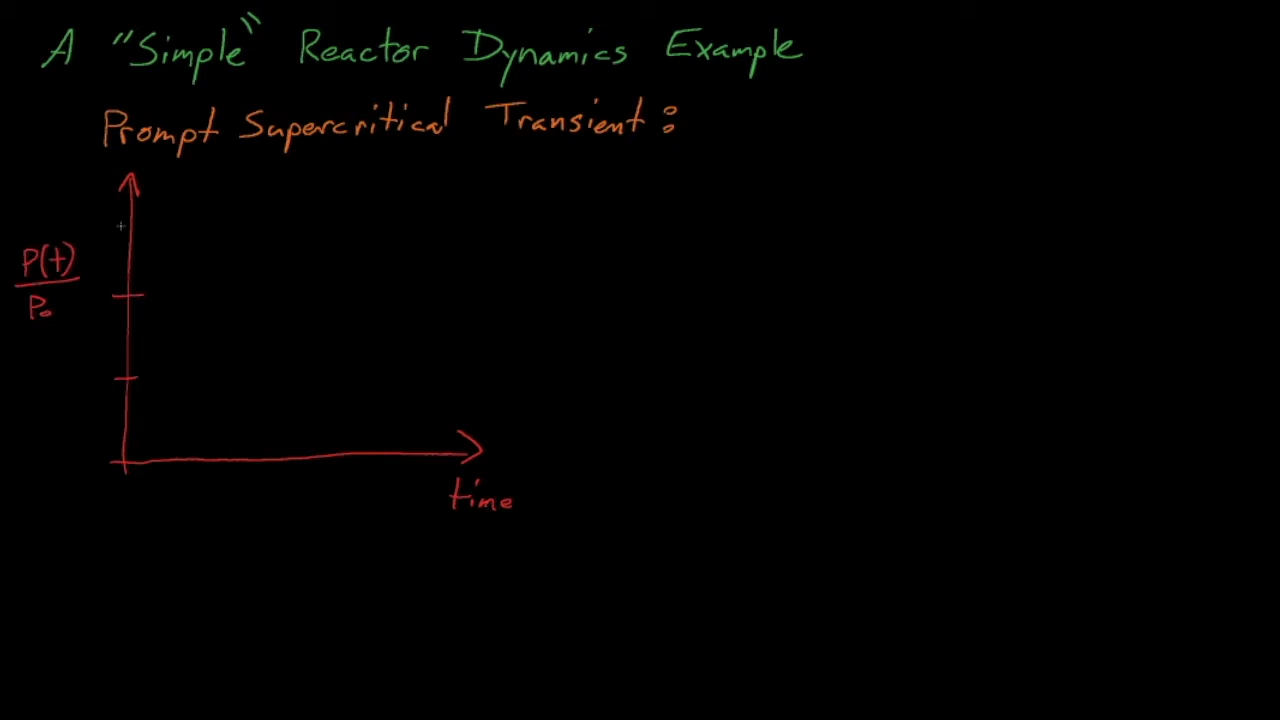 A "Simple" Reactor Dynamics Example
Prompt Supercritical Transient:
P(t)
P₀
time